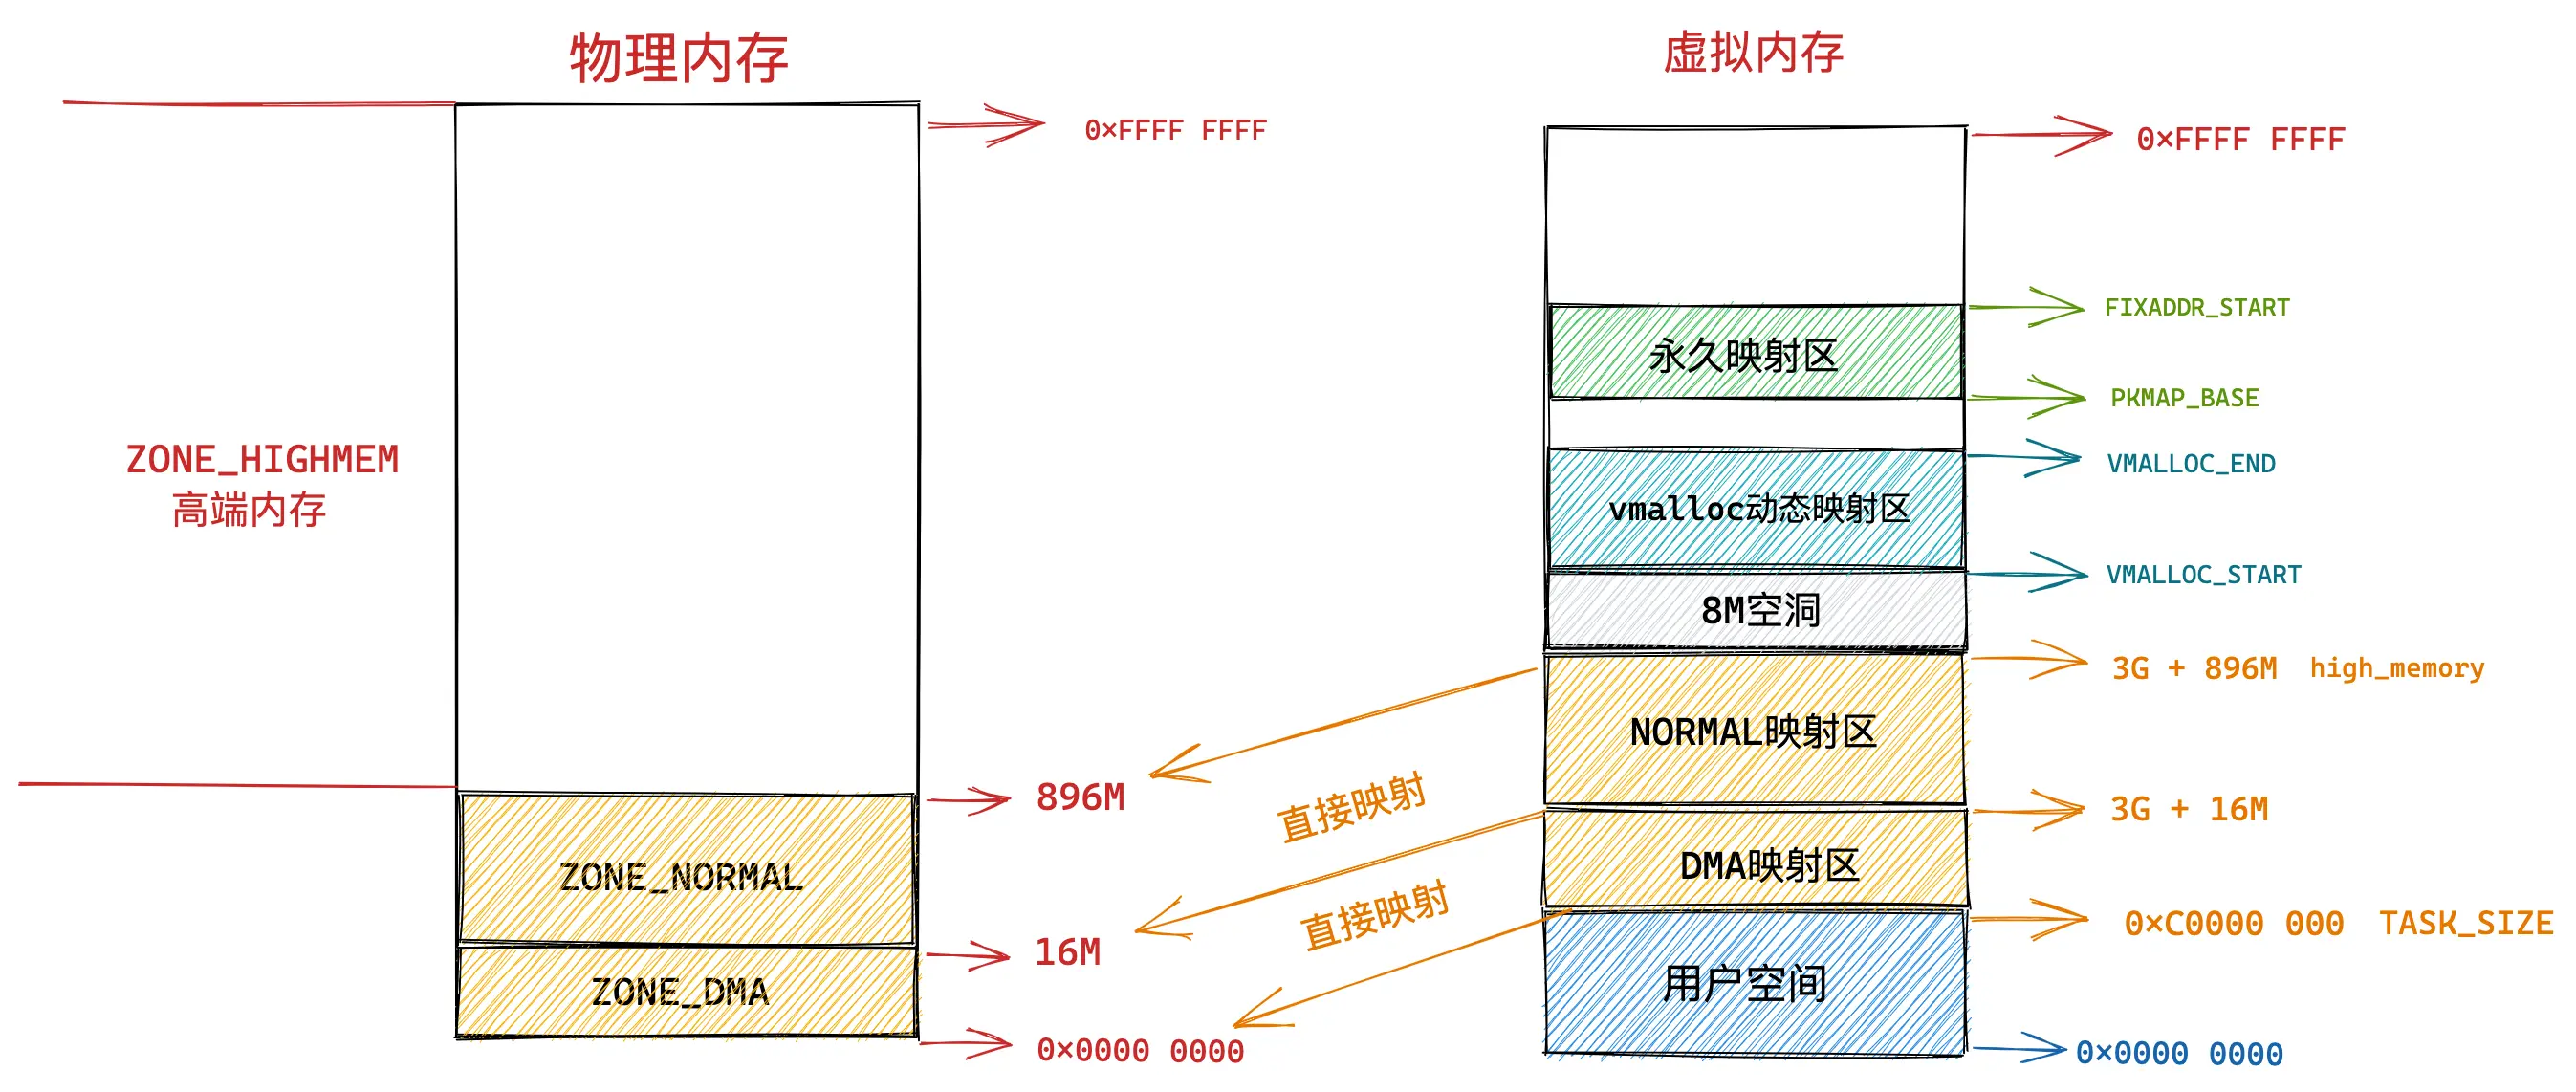 物理内存
虚拟内存
0×FFFF FFFF
0×FFFF FFFF
FIXADDR_START
永久映射区
PKMAP_BASE
ZONE_HIGHMEM
高端内存
VMALLOC_END
vmalloc动态映射区
VMALLOC_START
8M空洞
3G + 896M high_memory
NORMAL映射区
896M
直接映射
3G + 16M
ZONE_NORMAL
DMA映射区
直接映射
0×C0000 000 TASK_SIZE
16M
ZONE_DMA
用户空间
0×0000 0000
0×0000 0000